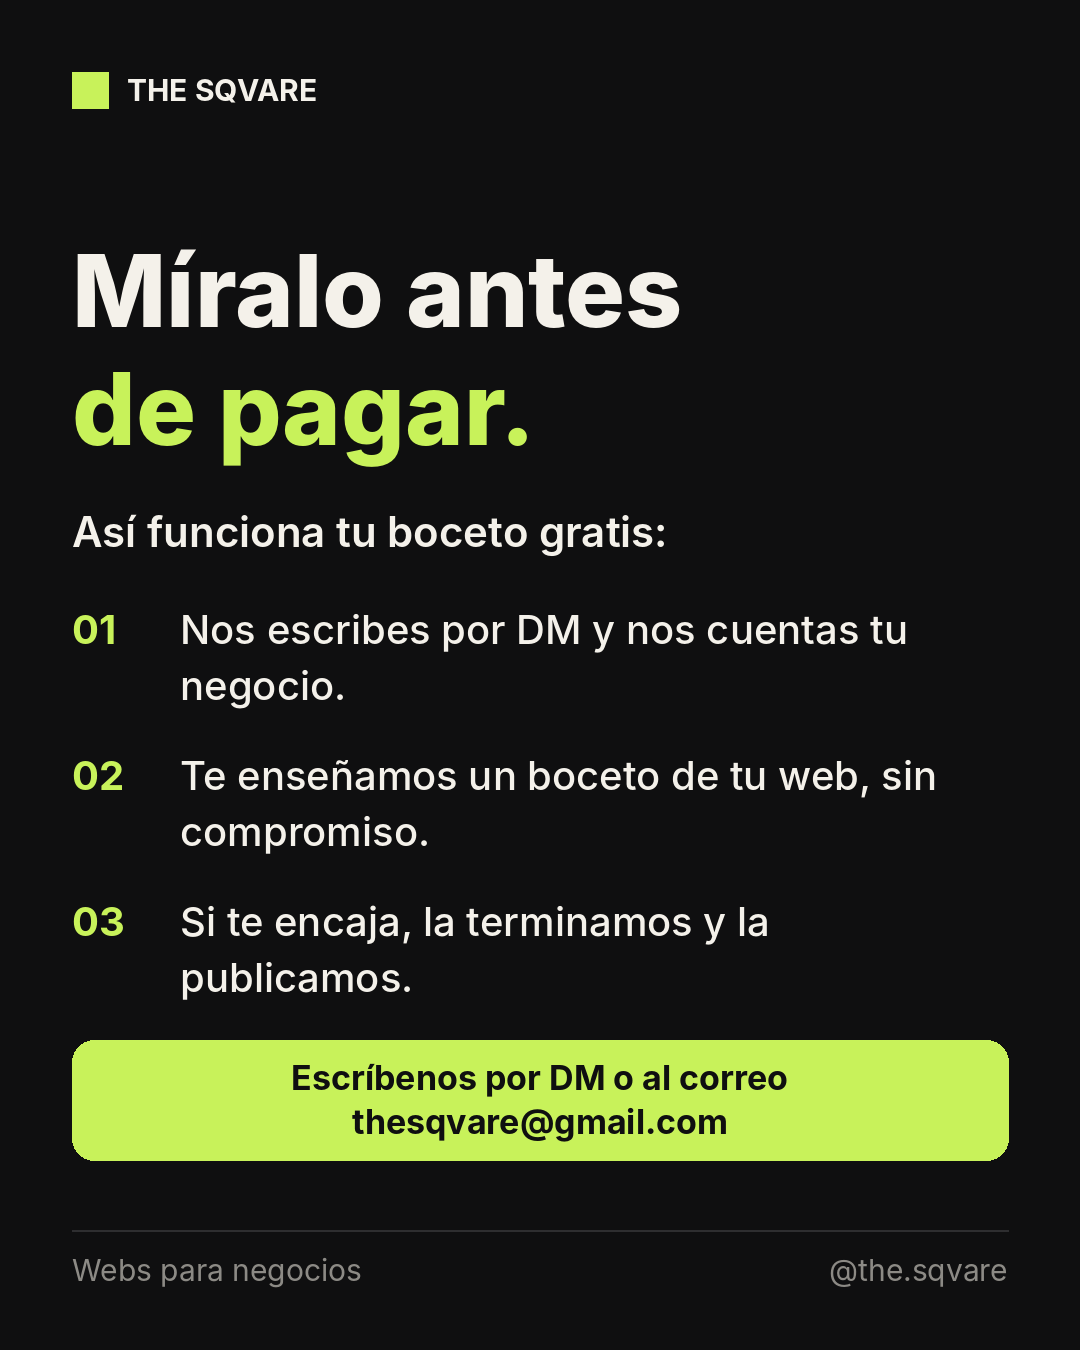 THE SQVARE
Míralo antes
de pagar.
Así funciona tu boceto gratis:
01 Nos escribes por DM y nos cuentas tu
negocio.
02 Te enseñamos un boceto de tu web, sin
compromiso.
03 Si te encaja, la terminamos y la
publicamos.
Escríbenos por DM o al correo
thesqvare@gmail.com
Webs para negocios @the.sqvare